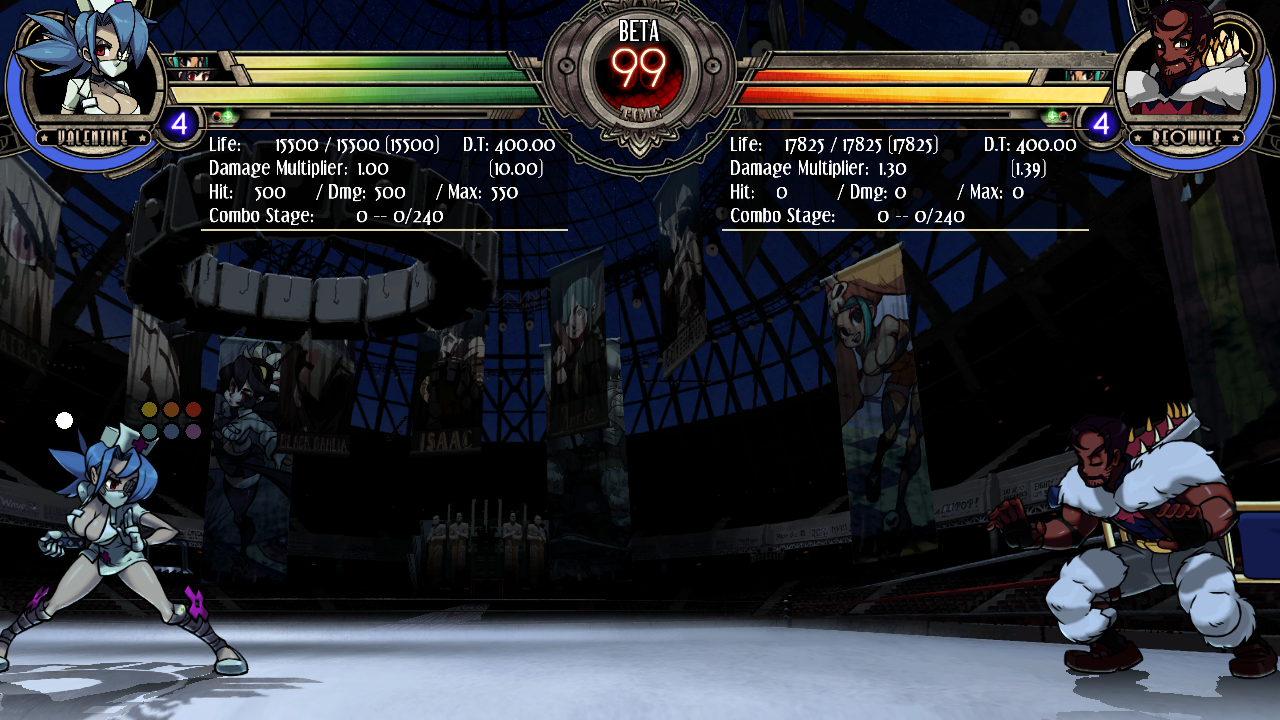 BETA
99
TIME
VALENTINE
4
4
BEOWULF
Life: 15500 / 15500 (15500) D.T: 400.00
Damage Multiplier: 1.00 (10.00)
Hit: 500 / Dmg: 500 / Max: 550
Combo Stage: 0 -- 0/240
Life: 17825 / 17825 (17825) D.T: 400.00
Damage Multiplier: 1.30 (1.39)
Hit: 0 / Dmg: 0 / Max: 0
Combo Stage: 0 -- 0/240
BLACK DAHLIA
ISAAC